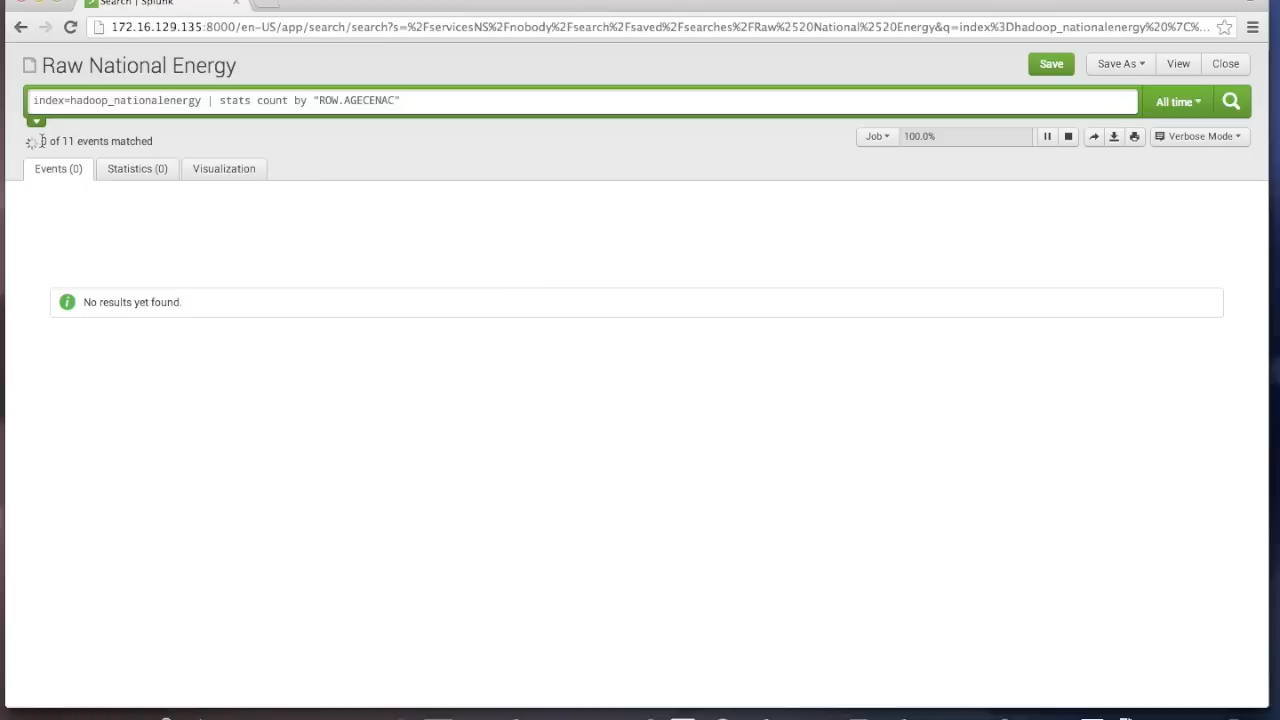 Search | Splunk
172.16.129.135:8000/en-US/app/search/search?s=%2FservicesNS%2Fnobody%2Fsearch%2Fsaved%2Fsearches%2FRaw%2520National%2520Energy&q=index%3Dhadoop_nationalenergy%20%7C%...
Raw National Energy
Save
Save As
View
Close
index=hadoop_nationalenergy | stats count by "ROW.AGECENAC"
All time
of 11 events matched
Job
100.0%
Verbose Mode
Events (0)
Statistics (0)
Visualization
No results yet found.